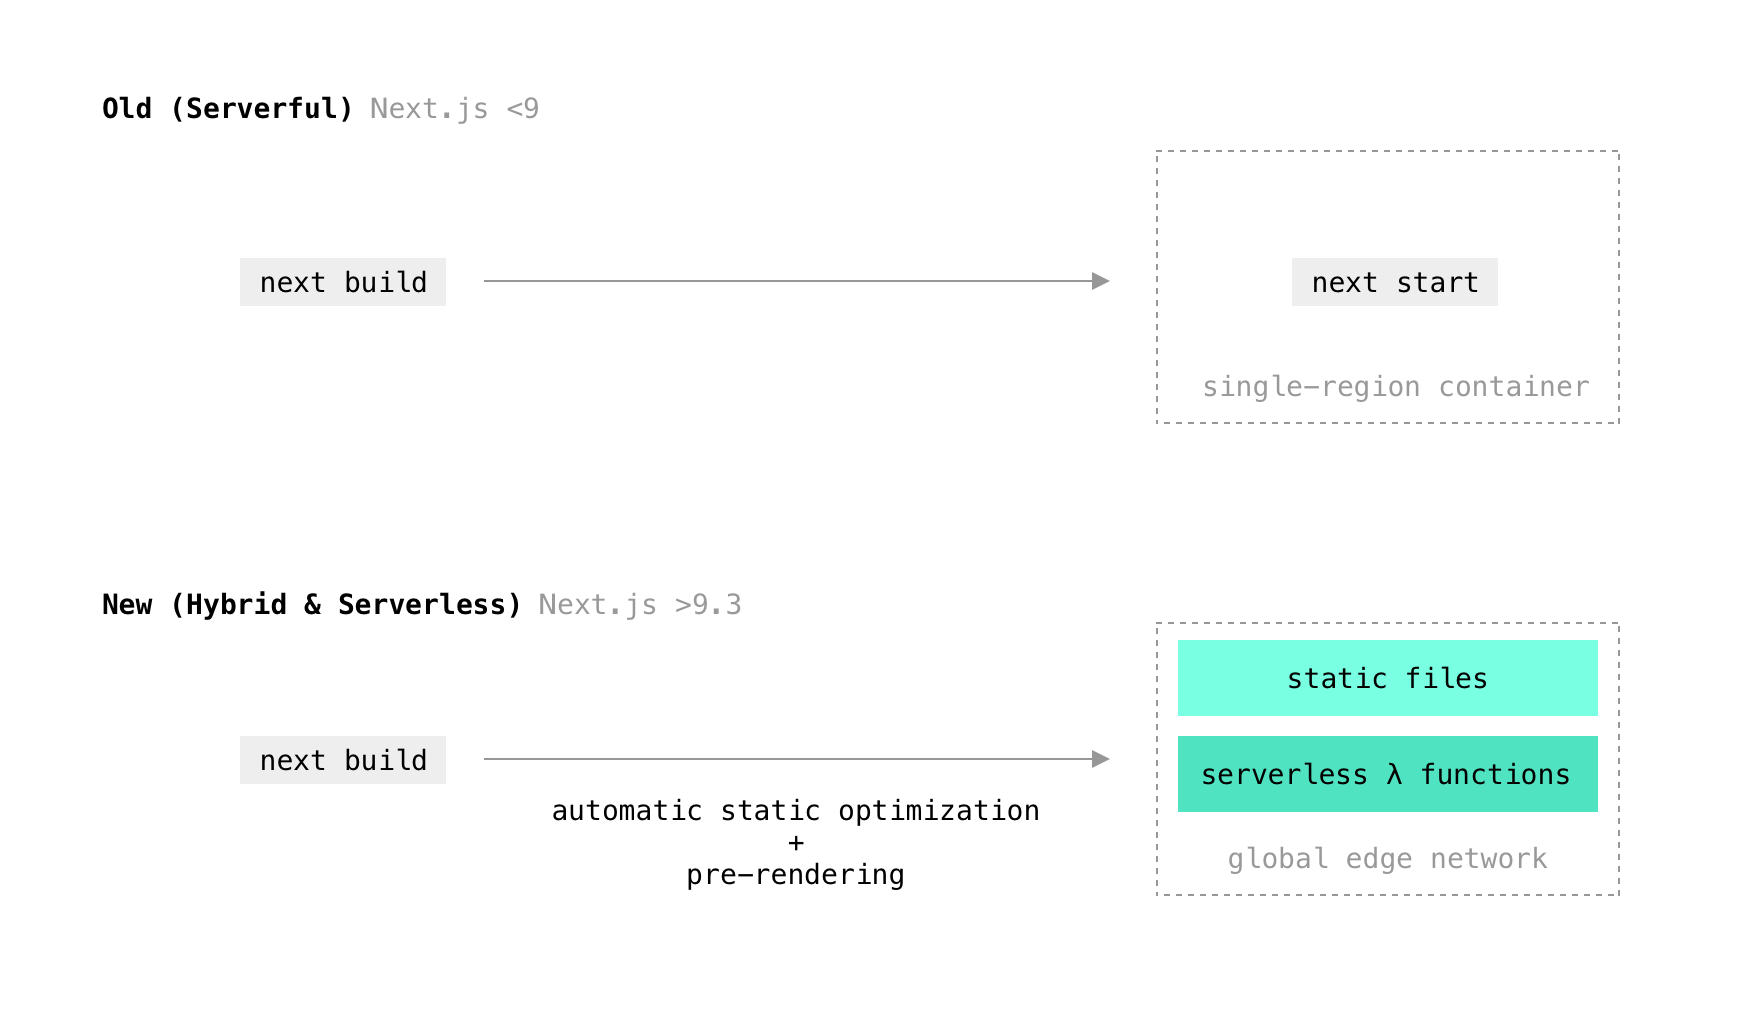 Old (Serverful) Next.js <9
next build
next start
single-region container
New (Hybrid & Serverless) Next.js >9.3
static files
next build
serverless λ functions
automatic static optimization
+
pre-rendering
global edge network